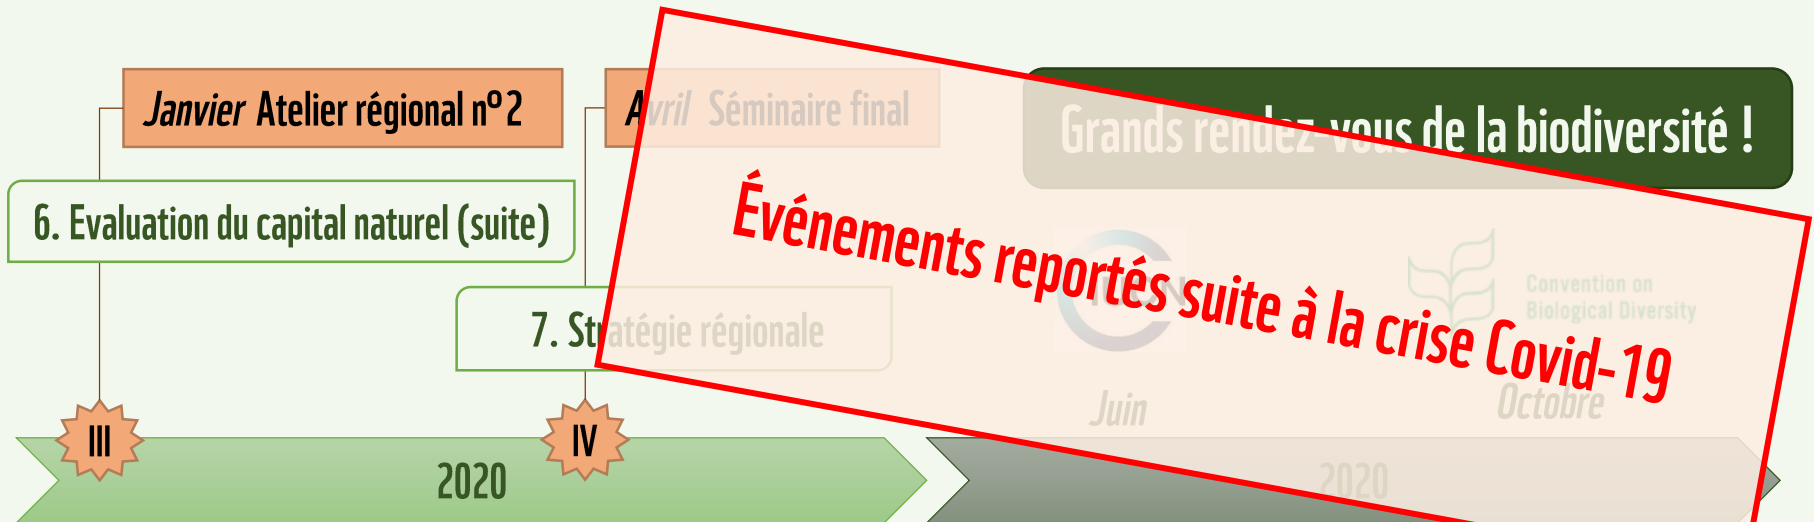 Janvier Atelier régional n° 2
Avril Séminaire final
Grands rendez-vous de la biodiversité !
6. Evaluation du capital naturel (suite)
Événements reportés suite à la crise Covid-19
IUCN
Convention on
Biological Diversity
7. Stratégie régionale
Juin
Octobre
III
IV
2020
2020